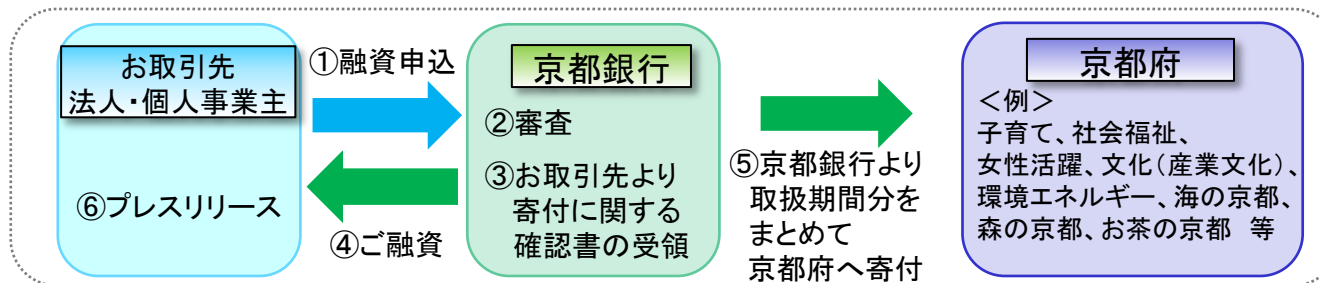 お取引先
法人・個人事業主
⑥プレスリリース
①融資申込
④ご融資
京都銀行
②審査
③お取引先より
寄付に関する
確認書の受領
⑤京都銀行より
取扱期間分を
まとめて
京都府へ寄付
京都府
＜例＞
子育て、社会福祉、
女性活躍、文化（産業文化）、
環境エネルギー、海の京都、
森の京都、お茶の京都　等